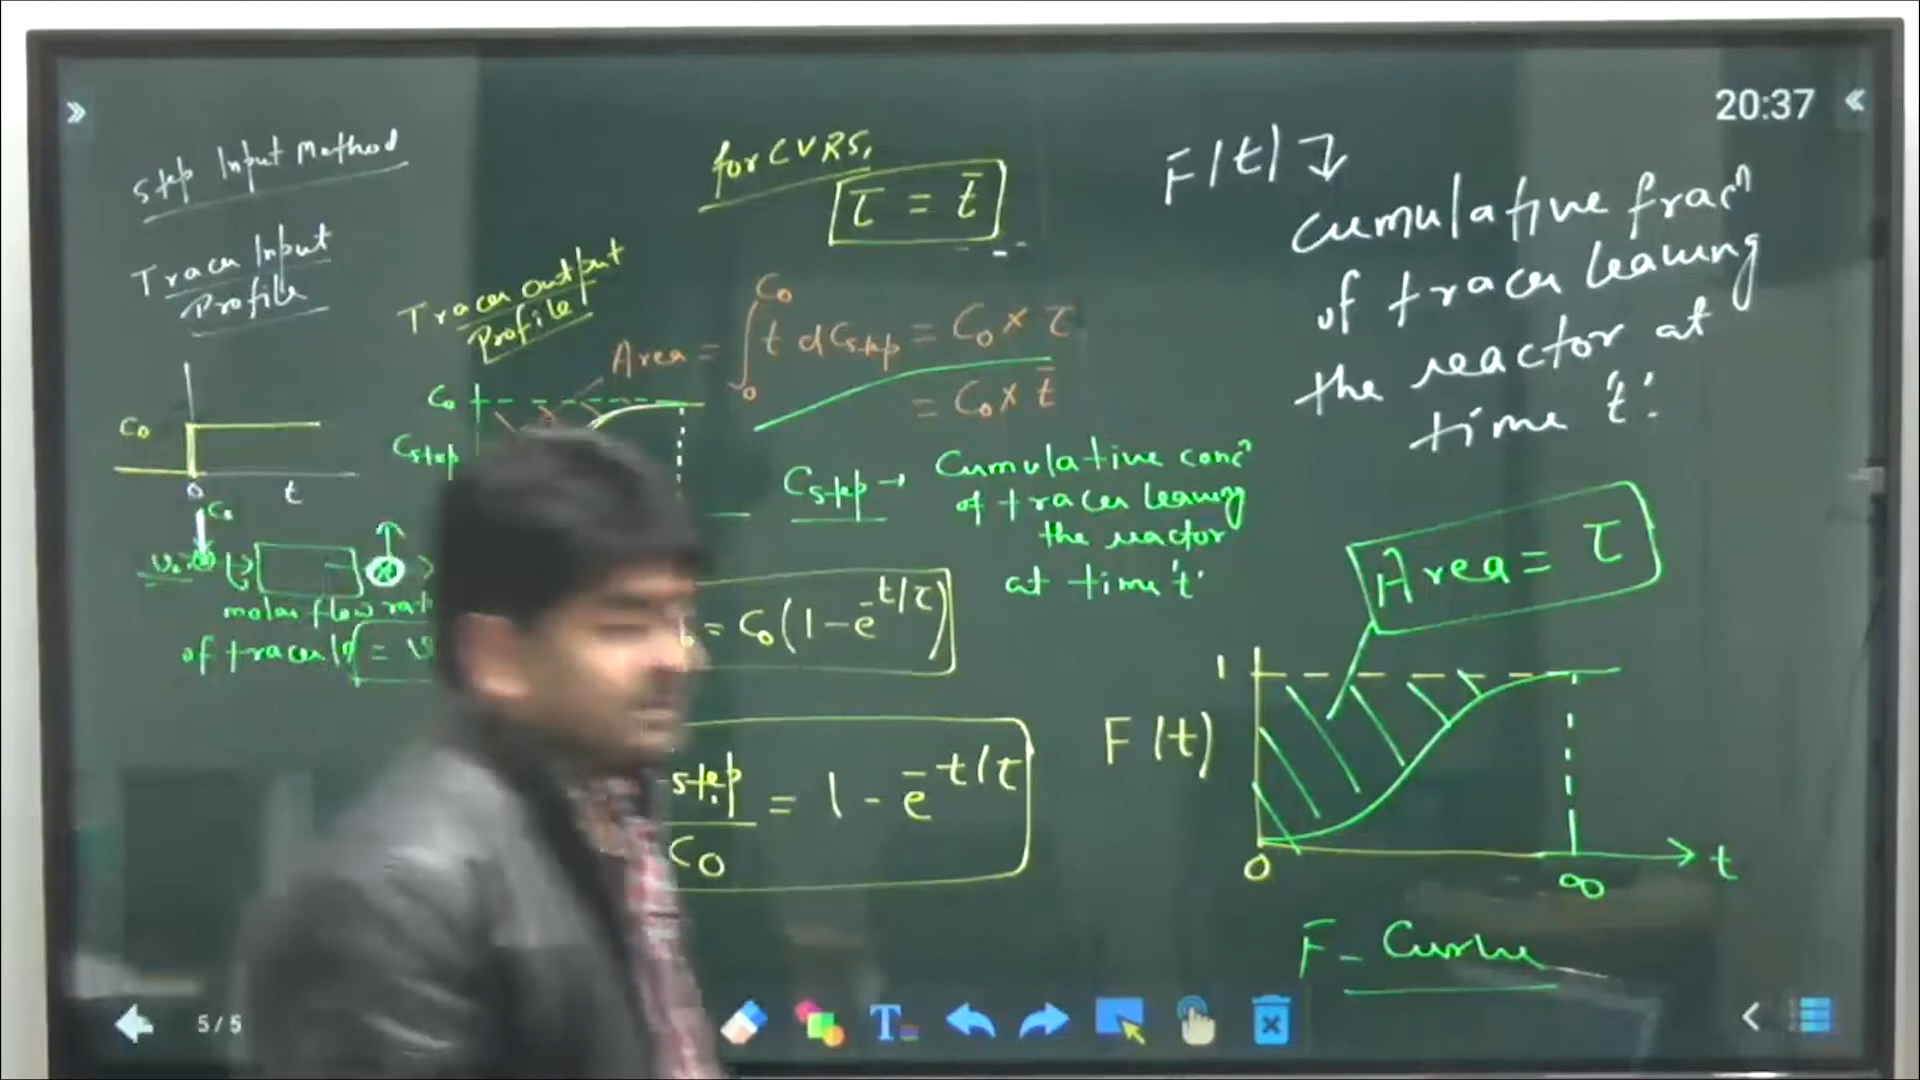 20:37
Step Input Method
Tracer Input
Profile
C₀
0
t
C₀
v₀
molar flow rat
of tracer
= v
Tracer output
Profile
C₀
Cstep
for CVRS,
τ = t̄
Area = ∫₀^C₀ t dCstep = C₀ × τ
= C₀ × t̄
Cstep → Cumulative concⁿ
of tracer leaving
the reactor
at time 't'
= C₀(1-e^-t/τ)
step
C₀
= 1 - e^-t/τ
F(t) ↴
Cumulative fracⁿ
of tracer leaving
the reactor at
time 't'.
Area = τ
1
F(t)
0
∞
t
F-Curve
5/5
T